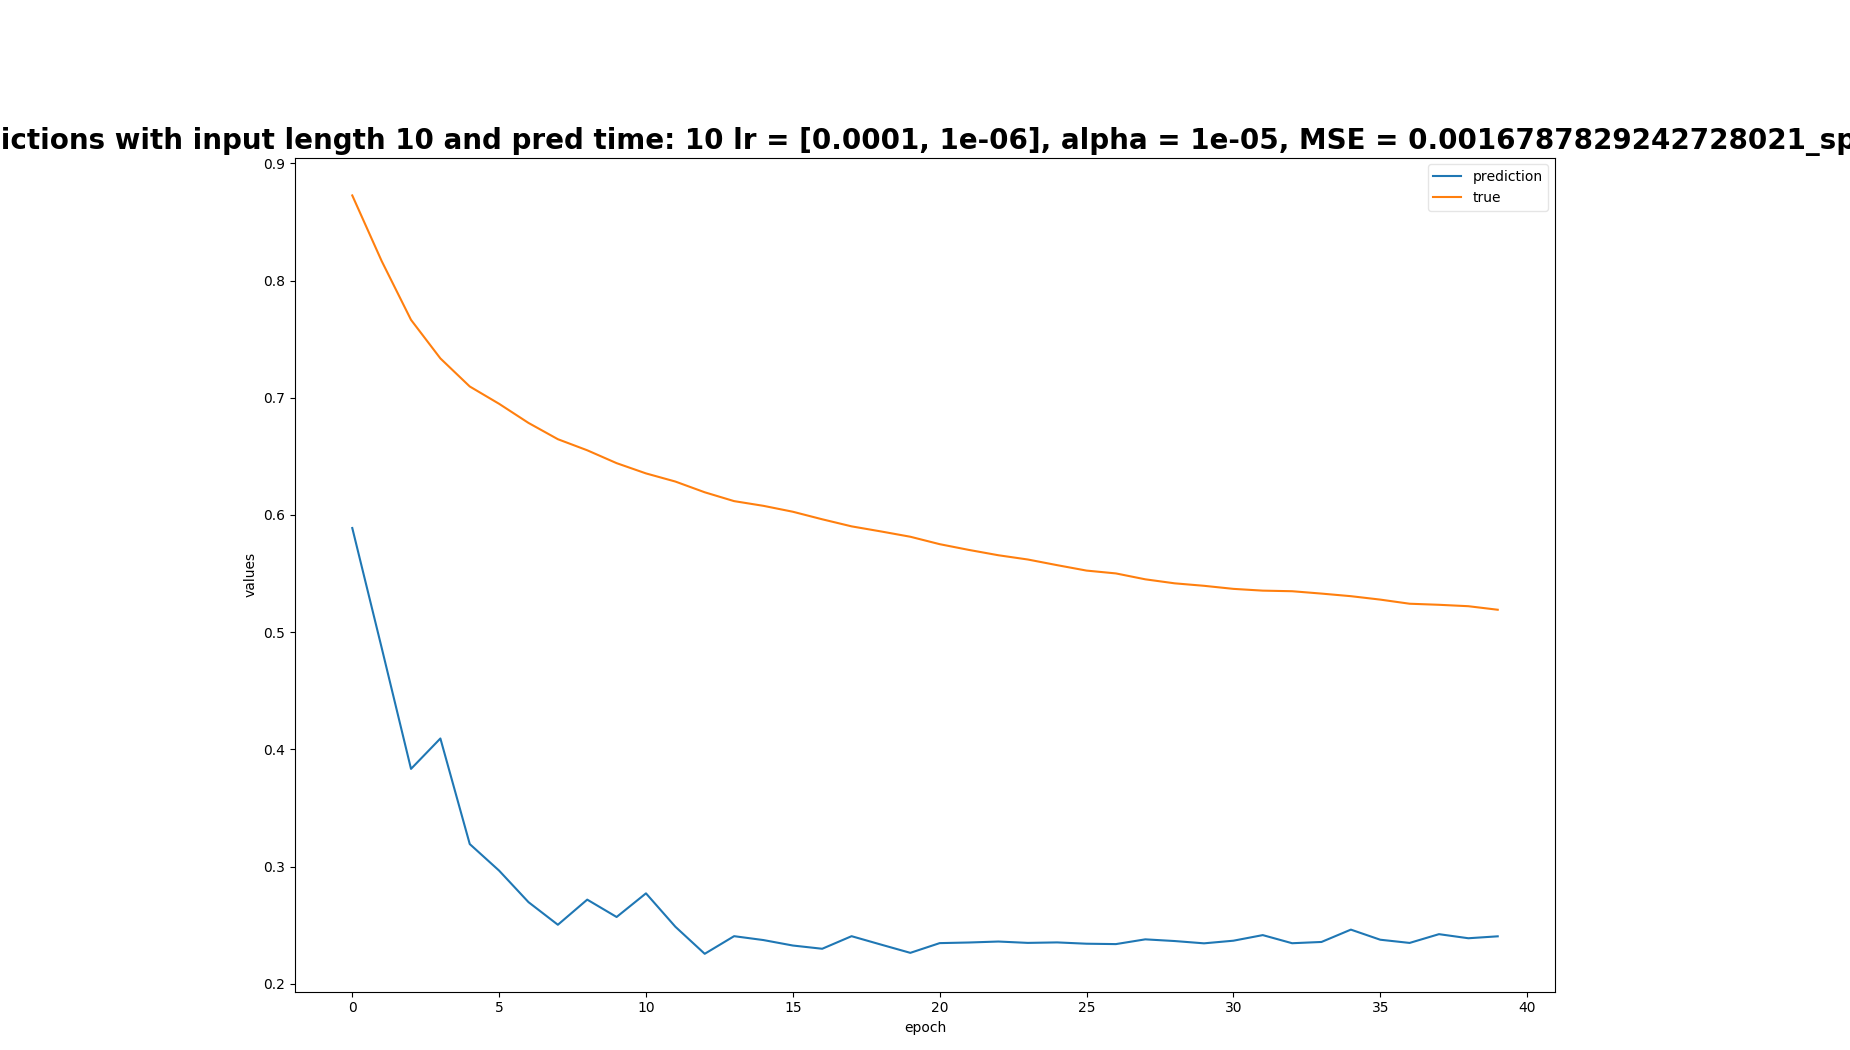 ictions with input length 10 and pred time: 10 lr = [0.0001, 1e-06], alpha = 1e-05, MSE = 0.0016787829242728021_sp
prediction
true
0.9
0.8
0.7
0.6
0.5
0.4
0.3
0.2
values
0 5 10 15 20 25 30 35 40
epoch